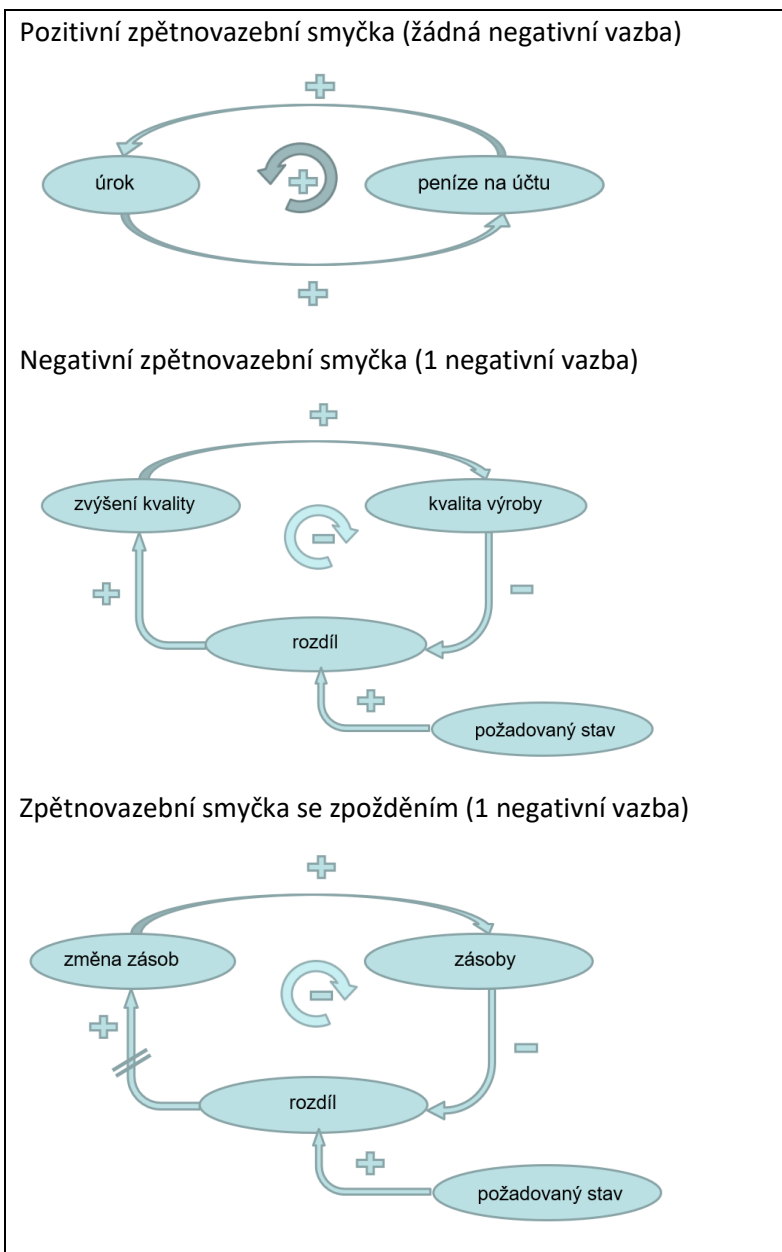 Pozitivní zpětnovazební smyčka (žádná negativní vazba)
+
úrok
+
peníze na účtu
+
Negativní zpětnovazební smyčka (1 negativní vazba)
+
zvýšení kvality
kvalita výroby
-
+
-
rozdíl
+
požadovaný stav
Zpětnovazební smyčka se zpožděním (1 negativní vazba)
+
změna zásob
zásoby
-
+
-
rozdíl
+
požadovaný stav